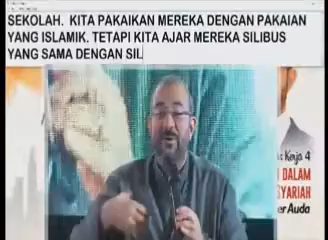 SEKOLAH. KITA PAKAIKAN MEREKA DENGAN PAKAIAN
YANG ISLAMIK. TETAPI KITA AJAR MEREKA SILIBUS
YANG SAMA DENGAN SIL
Kerja 4
DALAM
SYARIAH
er Auda